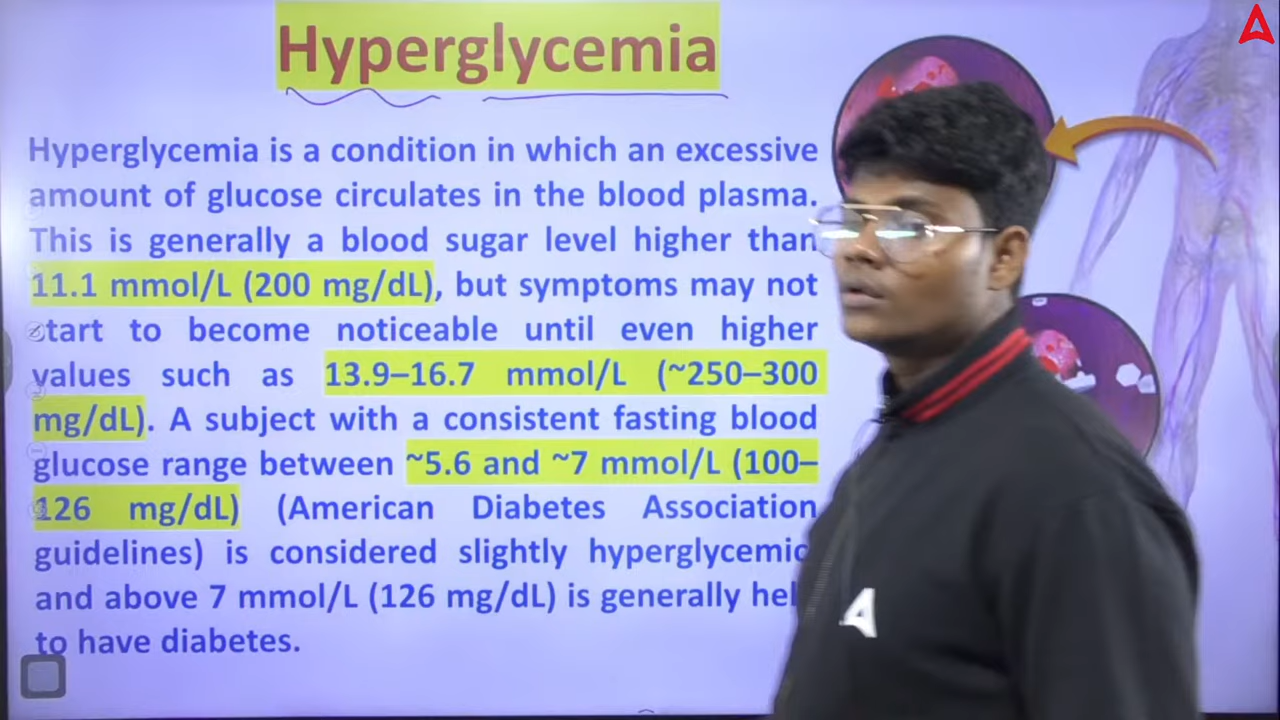 Hyperglycemia
Hyperglycemia is a condition in which an excessive
amount of glucose circulates in the blood plasma.
This is generally a blood sugar level higher than
11.1 mmol/L (200 mg/dL), but symptoms may not
start to become noticeable until even higher
values such as 13.9–16.7 mmol/L (~250–300
mg/dL). A subject with a consistent fasting blood
glucose range between ~5.6 and ~7 mmol/L (100–
126 mg/dL) (American Diabetes Association
guidelines) is considered slightly hyperglycemic
and above 7 mmol/L (126 mg/dL) is generally hel
to have diabetes.